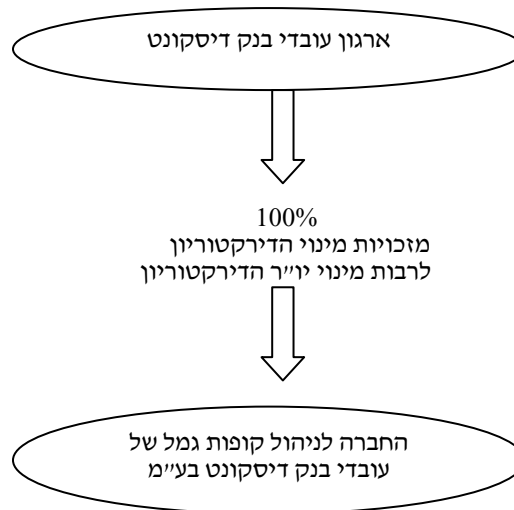 ארגון עובדי בנק דיסקונט
100%
מזכויות מינוי הדירקטוריון
לרבות מינוי יו״ר הדירקטוריון
החברה לניהול קופות גמל של
עובדי בנק דיסקונט בע״מ